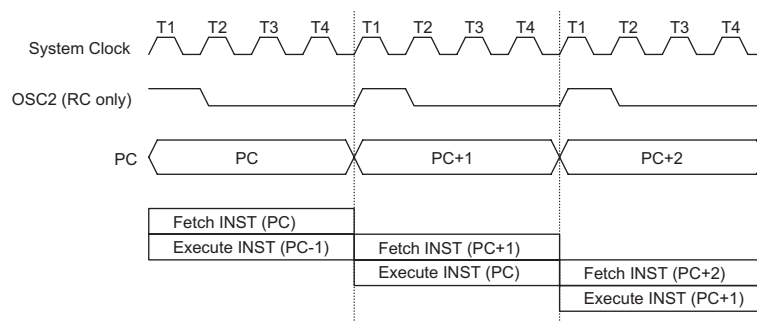 T1 T2 T3 T4 T1 T2 T3 T4 T1 T2 T3 T4
System Clock
OSC2 (RC only)
PC PC PC+1 PC+2
Fetch INST (PC)
Execute INST (PC-1) Fetch INST (PC+1)
Execute INST (PC) Fetch INST (PC+2)
Execute INST (PC+1)